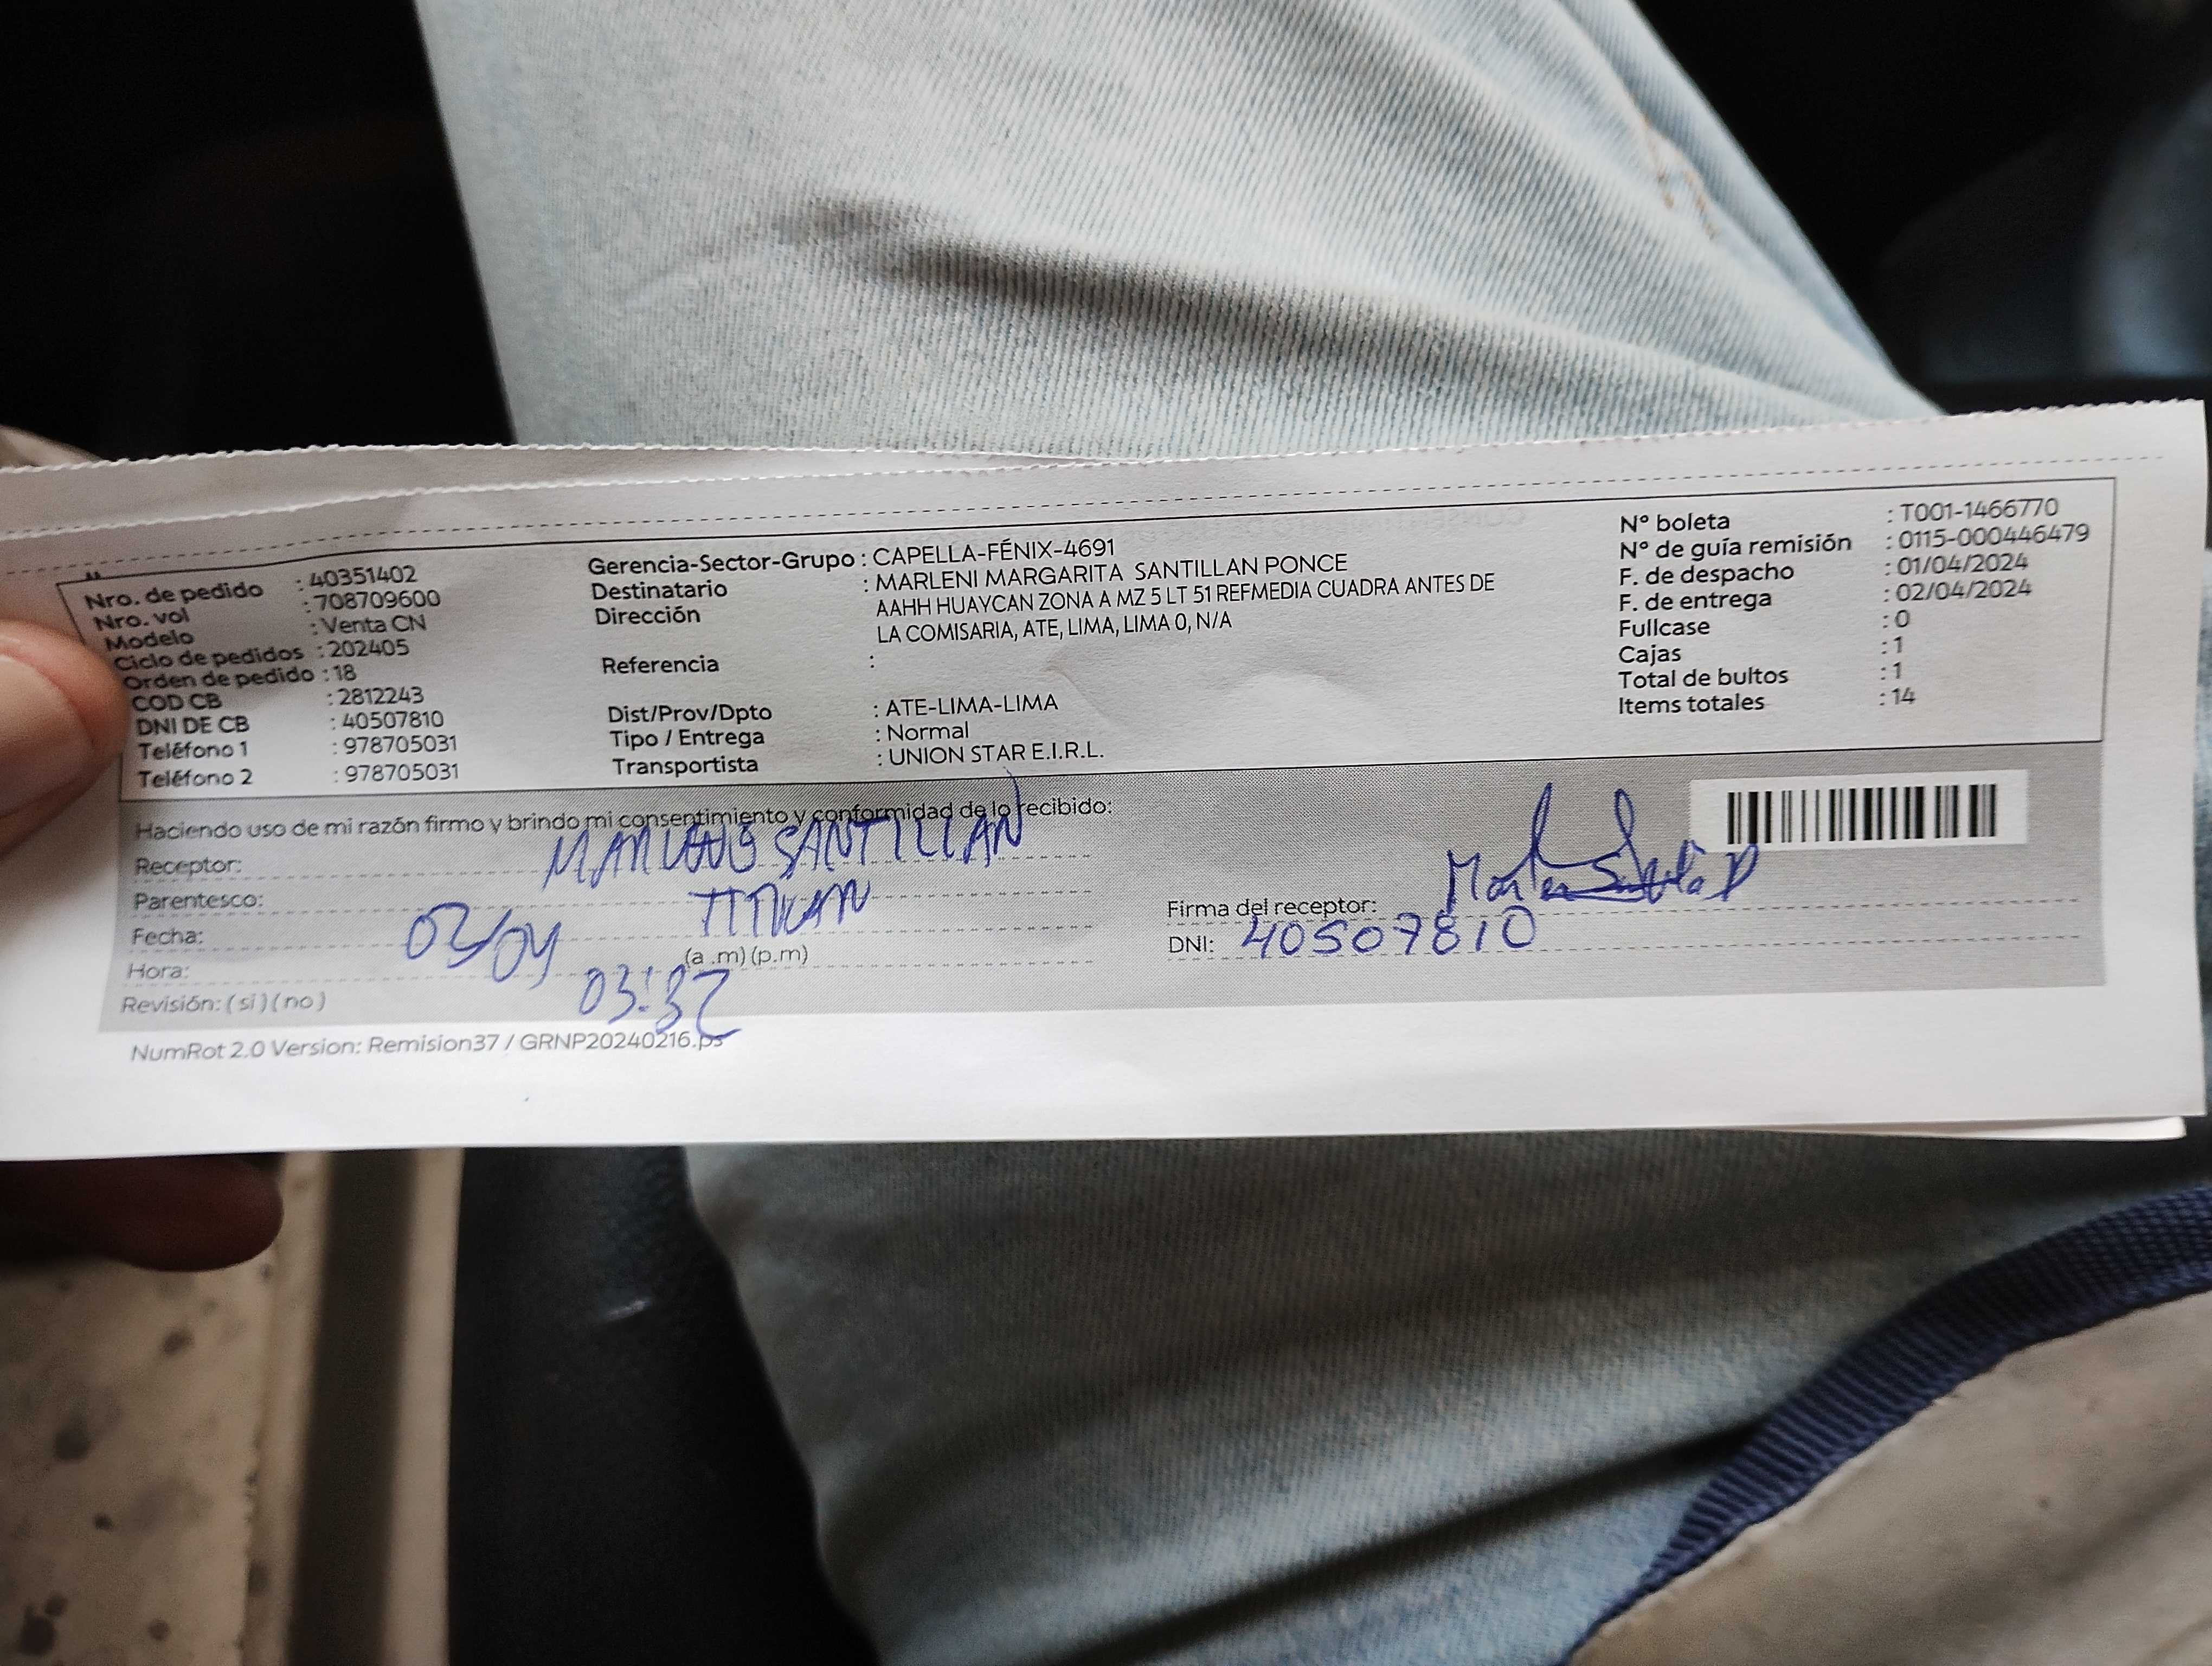 Nro. de pedido : 40351402
Nro. vol : 708709600
Modelo : Venta CN
Ciclo de pedidos : 202405
Orden de pedido : 18
COD CB : 2812243
DNI DE CB : 40507810
Teléfono 1 : 978705031
Teléfono 2 : 978705031
Gerencia-Sector-Grupo : CAPELLA-FÉNIX-4691
Destinatario : MARLENI MARGARITA SANTILLAN PONCE
Dirección AAHH HUAYCAN ZONA A MZ 5 LT 51 REFMEDIA CUADRA ANTES DE
LA COMISARIA, ATE, LIMA, LIMA 0, N/A
Referencia :
Dist/Prov/Dpto : ATE-LIMA-LIMA
Tipo / Entrega : Normal
Transportista : UNION STAR E.I.R.L.
N° boleta : T001-1466770
N° de guía remisión : 0115-000446479
F. de despacho : 01/04/2024
F. de entrega : 02/04/2024
Fullcase : 0
Cajas : 1
Total de bultos : 1
Items totales : 14
Haciendo uso de mi razón firmo y brindo mi consentimiento y conformidad de lo recibido:
Receptor: SANTILLAN
Parentesco:
Fecha: 02/04
Hora: 03:32 (a .m) (p.m)
Revisión: ( si ) ( no )
Firma del receptor:
DNI: 40507810
NumRot 2.0 Version: Remision37 / GRNP20240216.ps